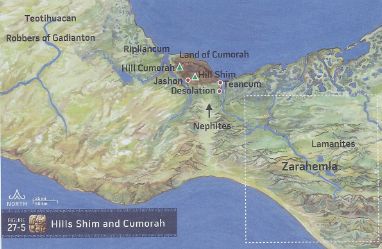 Teotihuacan
Robbers of Gadianton
Ripliancum
Land of Cumorah
Hill Cumorah
Hill Shim
Jashon
Teancum
Desolation
Nephites
Lamanites
Zarahemla
NORTH
FIGURE
27-5
Hills Shim and Cumorah